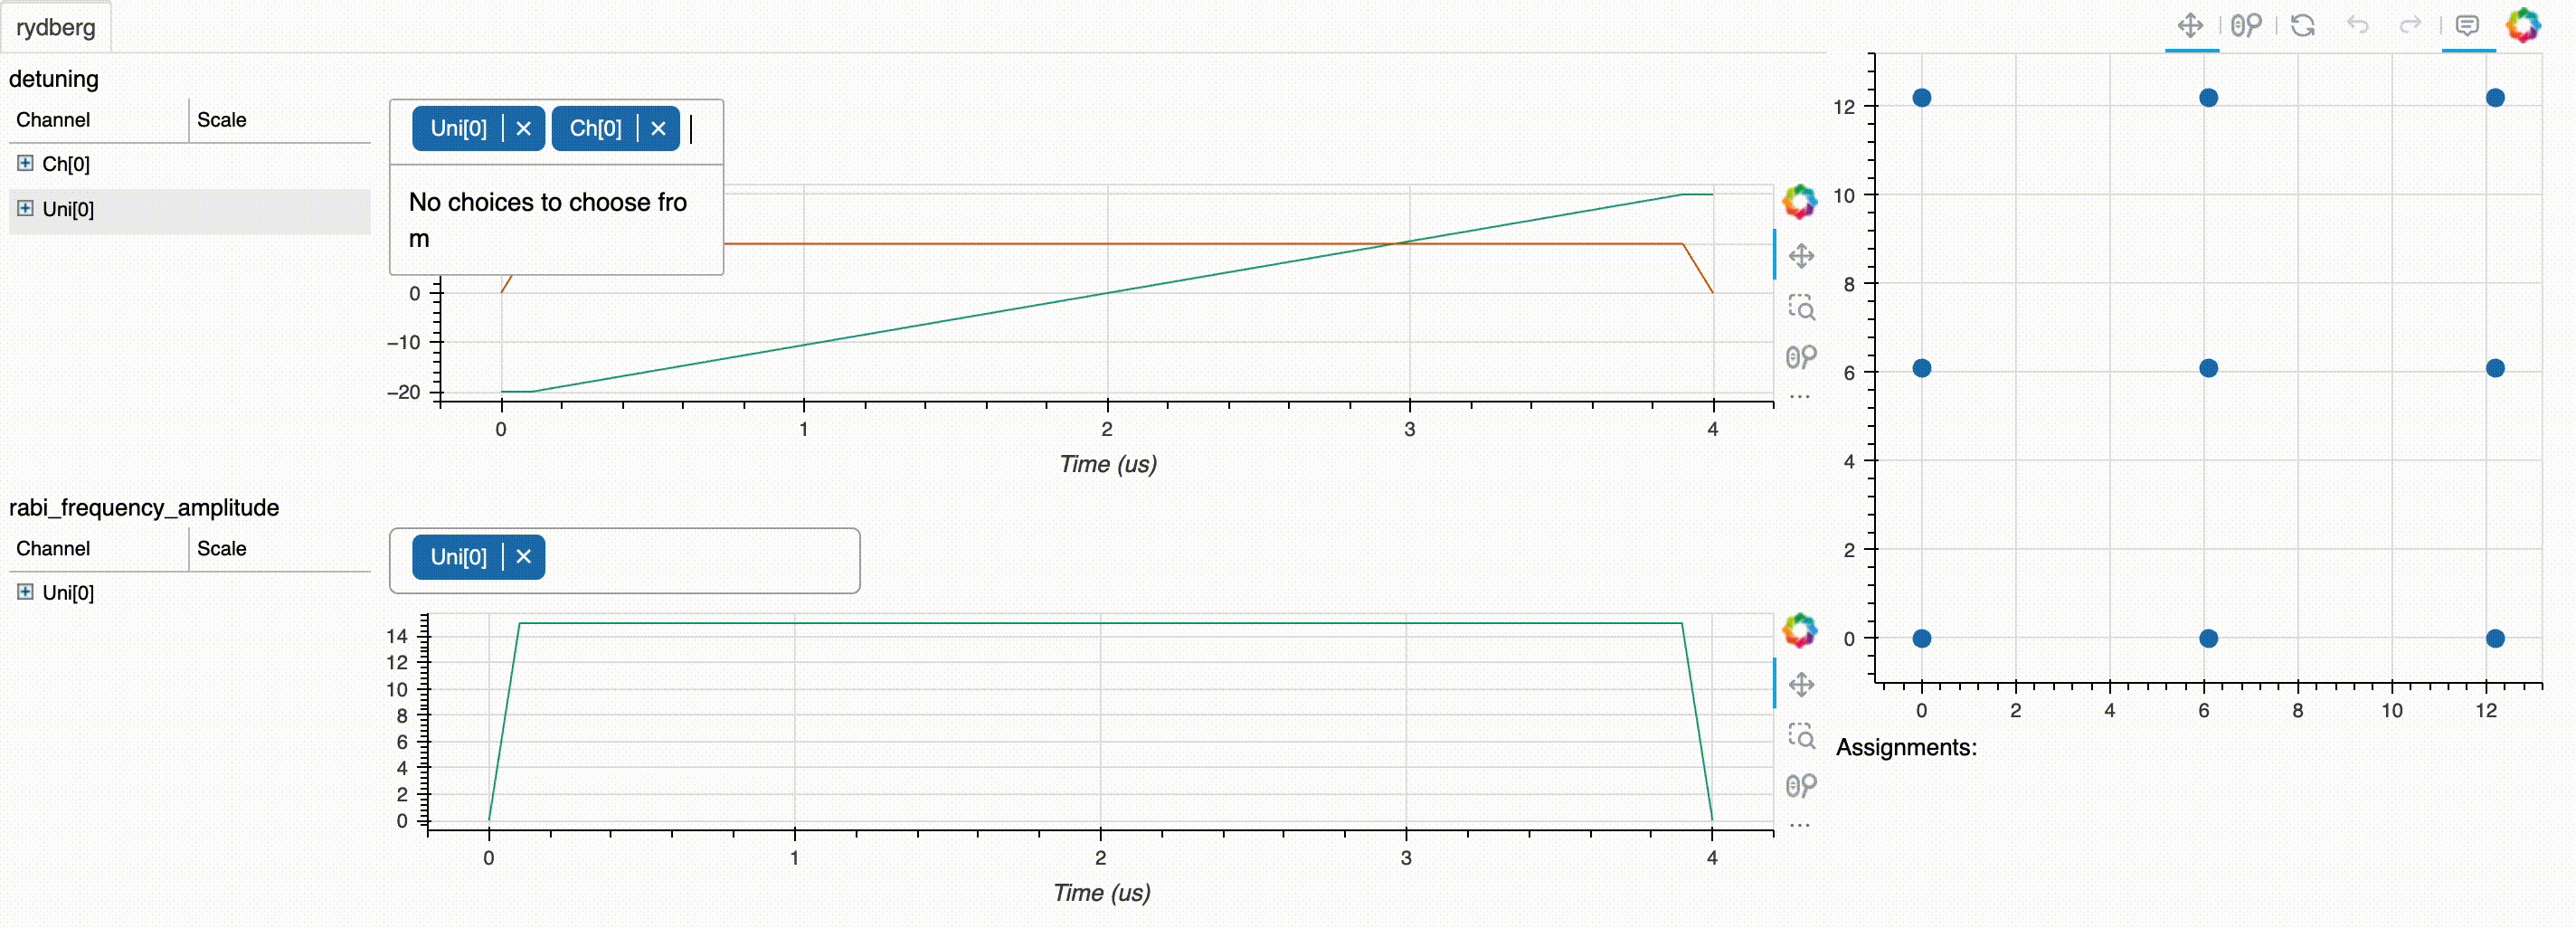 rydberg
detuning
Channel Scale
Ch[0]
Uni[0]
Uni[0] × Ch[0] ×
No choices to choose fro
m
0
−10
−20
0 1 2 3 4
Time (us)
rabi_frequency_amplitude
Channel Scale
Uni[0]
Uni[0] ×
14
12
10
8
6
4
2
0
0 1 2 3 4
Time (us)
12
10
8
6
4
2
0
0 2 4 6 8 10 12
Assignments: